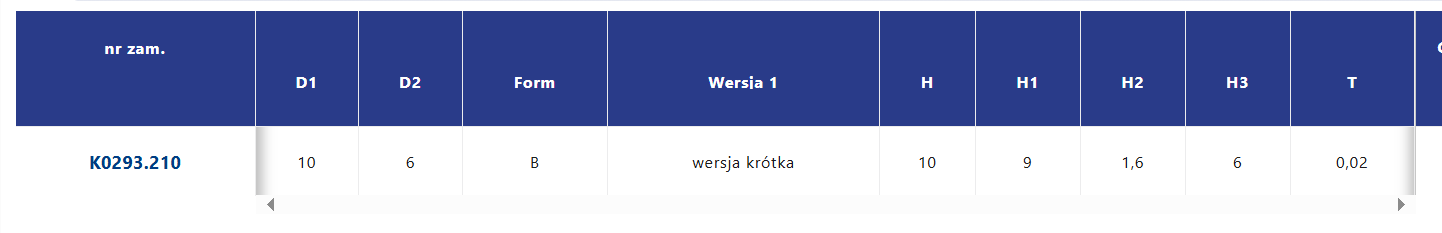 nr zam.
D1 D2 Form Wersja 1 H H1 H2 H3 T
K0293.210 10 6 B wersja krótka 10 9 1,6 6 0,02